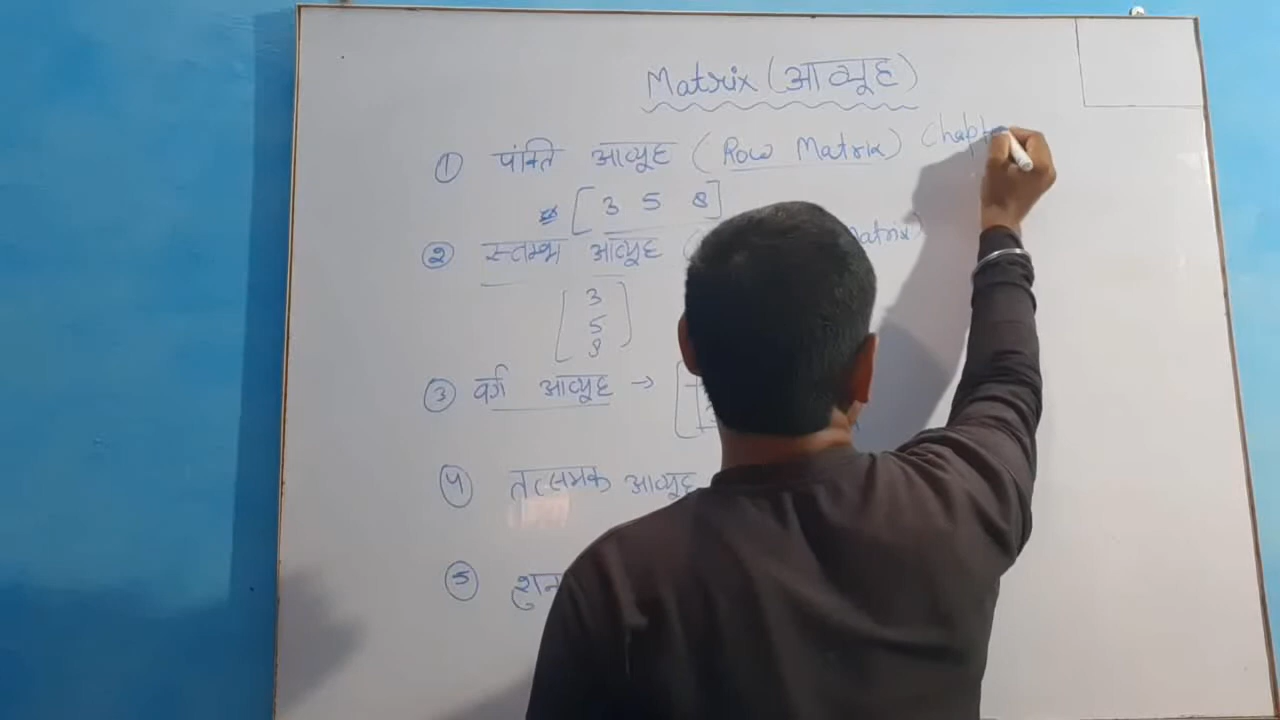 Matrix (आव्यूह)
① पंक्ति आव्यूह (Row Matrix) Chapte
[3 5 8]
② स्तम्भ आव्यूह ( Matrix)
[3
5
8]
③ वर्ग आव्यूह → [
④ तत्समक आव्यूह
⑤ शुन